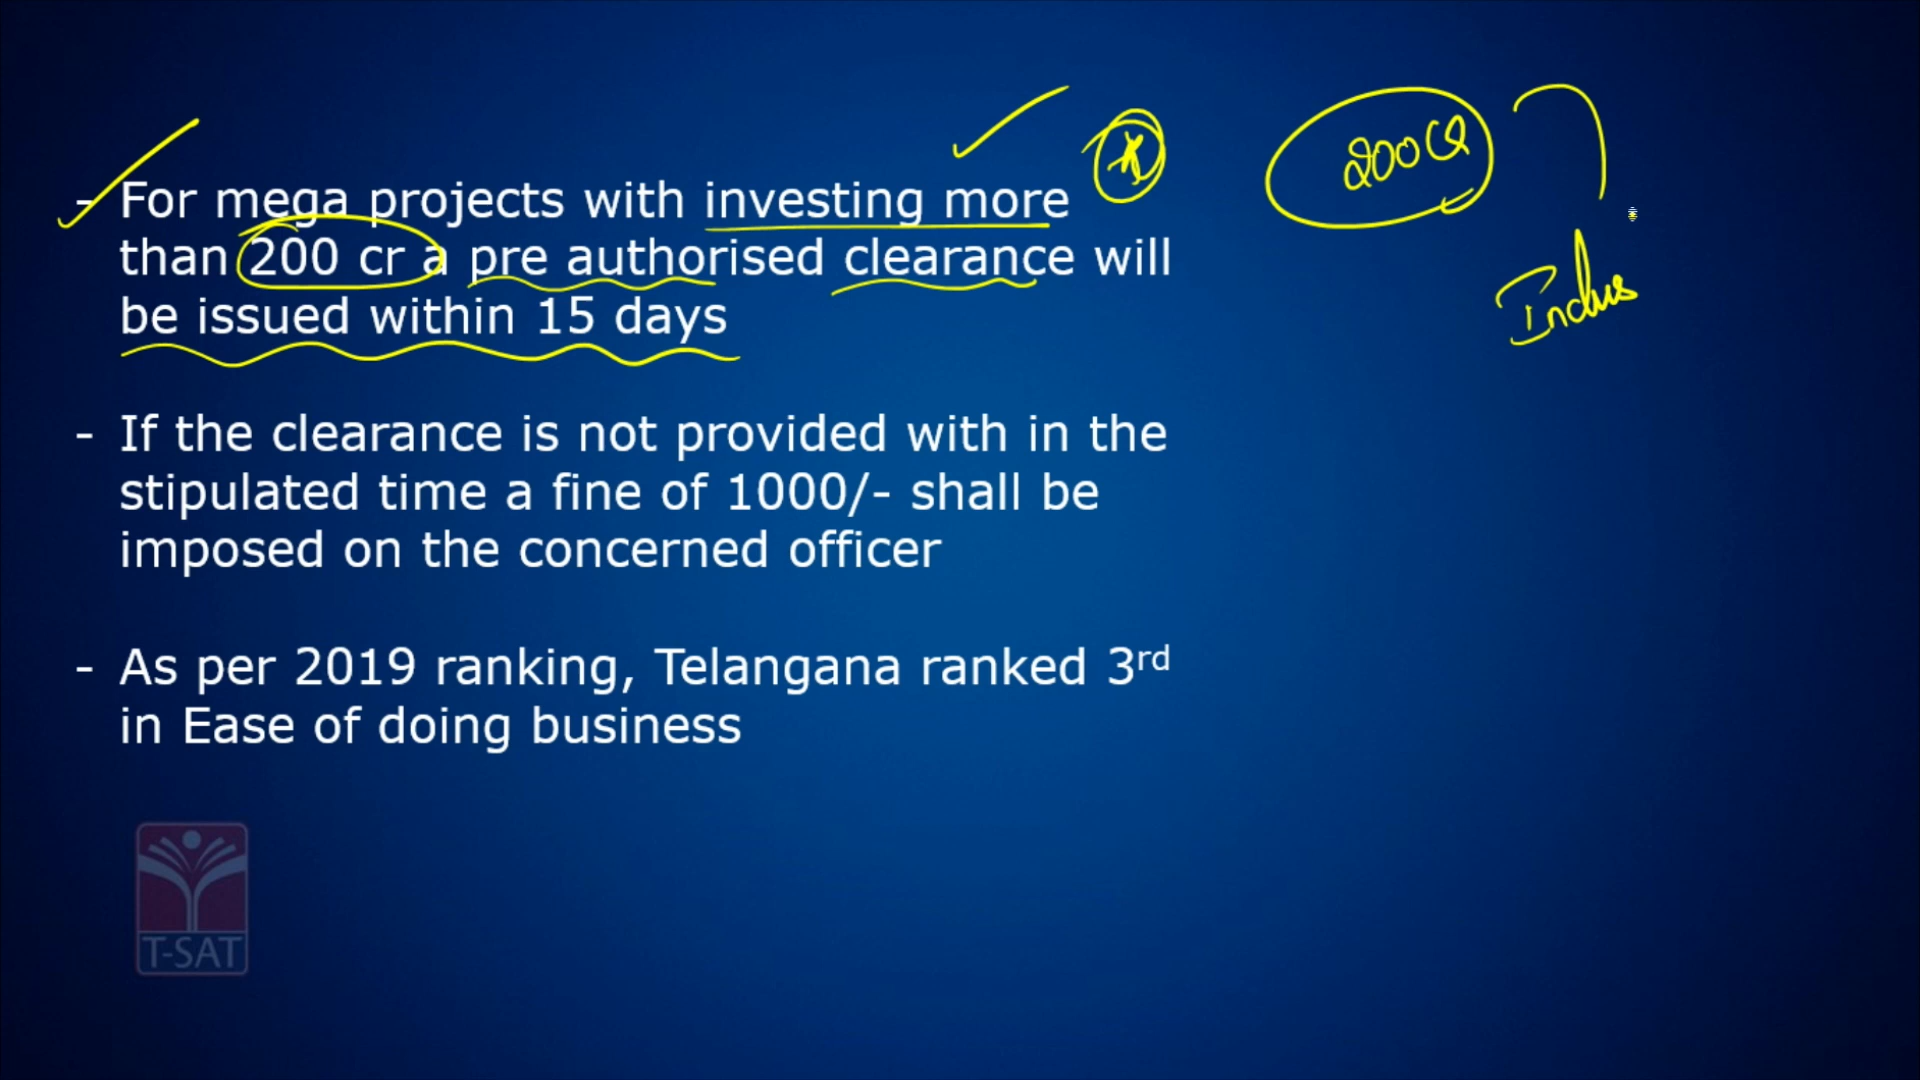 - For mega projects with investing more
than 200 cr a pre authorised clearance will
be issued within 15 days
- If the clearance is not provided with in the
stipulated time a fine of 1000/- shall be
imposed on the concerned officer
- As per 2019 ranking, Telangana ranked 3rd
in Ease of doing business
200 Cr
Indus
T-SAT